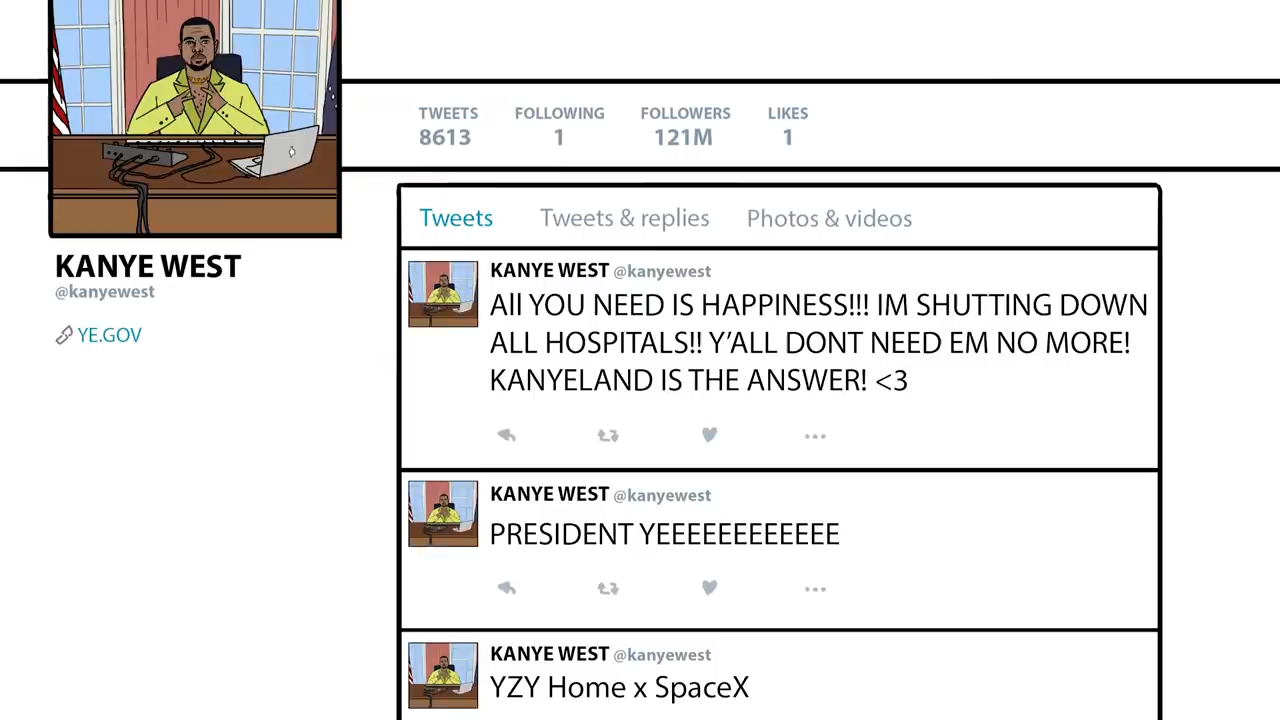 TWEETS FOLLOWING FOLLOWERS LIKES
8613 1 121M 1
Tweets Tweets & replies Photos & videos
KANYE WEST
@kanyewest
YE.GOV
KANYE WEST @kanyewest
All YOU NEED IS HAPPINESS!!! IM SHUTTING DOWN
ALL HOSPITALS!! Y’ALL DONT NEED EM NO MORE!
KANYELAND IS THE ANSWER! <3
KANYE WEST @kanyewest
PRESIDENT YEEEEEEEEEEEE
KANYE WEST @kanyewest
YZY Home x SpaceX